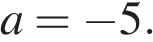 a = −5.